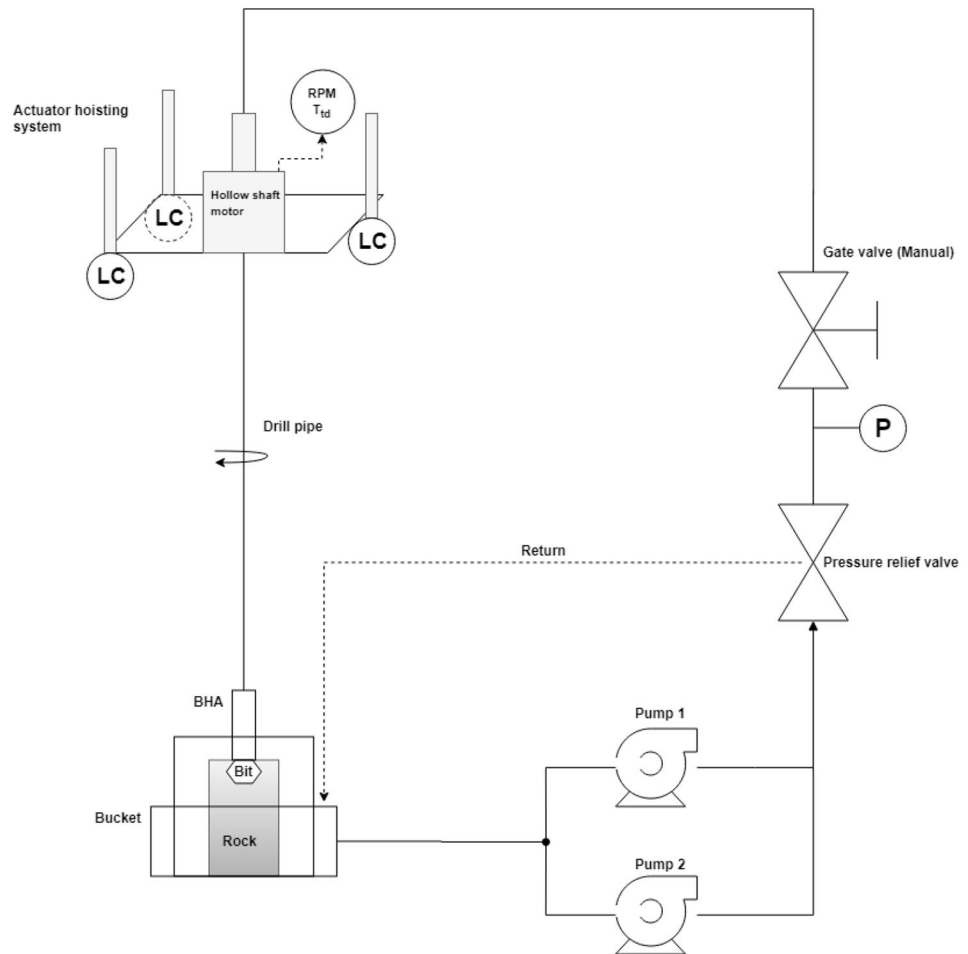 RPM
T_td
Actuator hoisting
system
Hollow shaft
motor
LC
LC
LC
Gate valve (Manual)
Drill pipe
P
Return
Pressure relief valve
BHA
Pump 1
Bit
Bucket
Rock
Pump 2